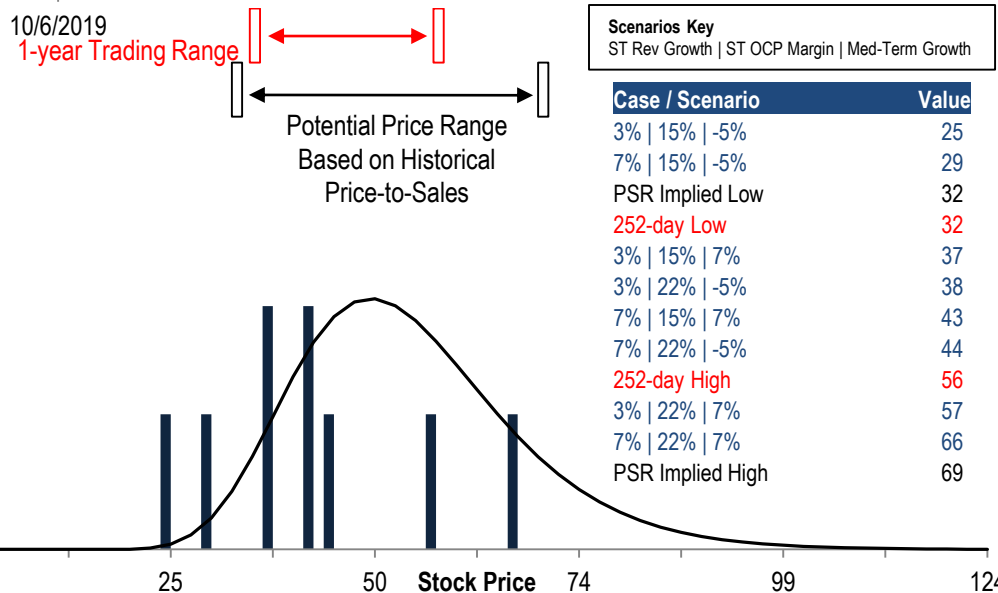 10/6/2019
1-year Trading Range
Potential Price Range
Based on Historical
Price-to-Sales
Scenarios Key
ST Rev Growth | ST OCP Margin | Med-Term Growth
Case / Scenario Value
3% | 15% | -5% 25
7% | 15% | -5% 29
PSR Implied Low 32
252-day Low 32
3% | 15% | 7% 37
3% | 22% | -5% 38
7% | 15% | 7% 43
7% | 22% | -5% 44
252-day High 56
3% | 22% | 7% 57
7% | 22% | 7% 66
PSR Implied High 69
25 50 Stock Price 74 99 124